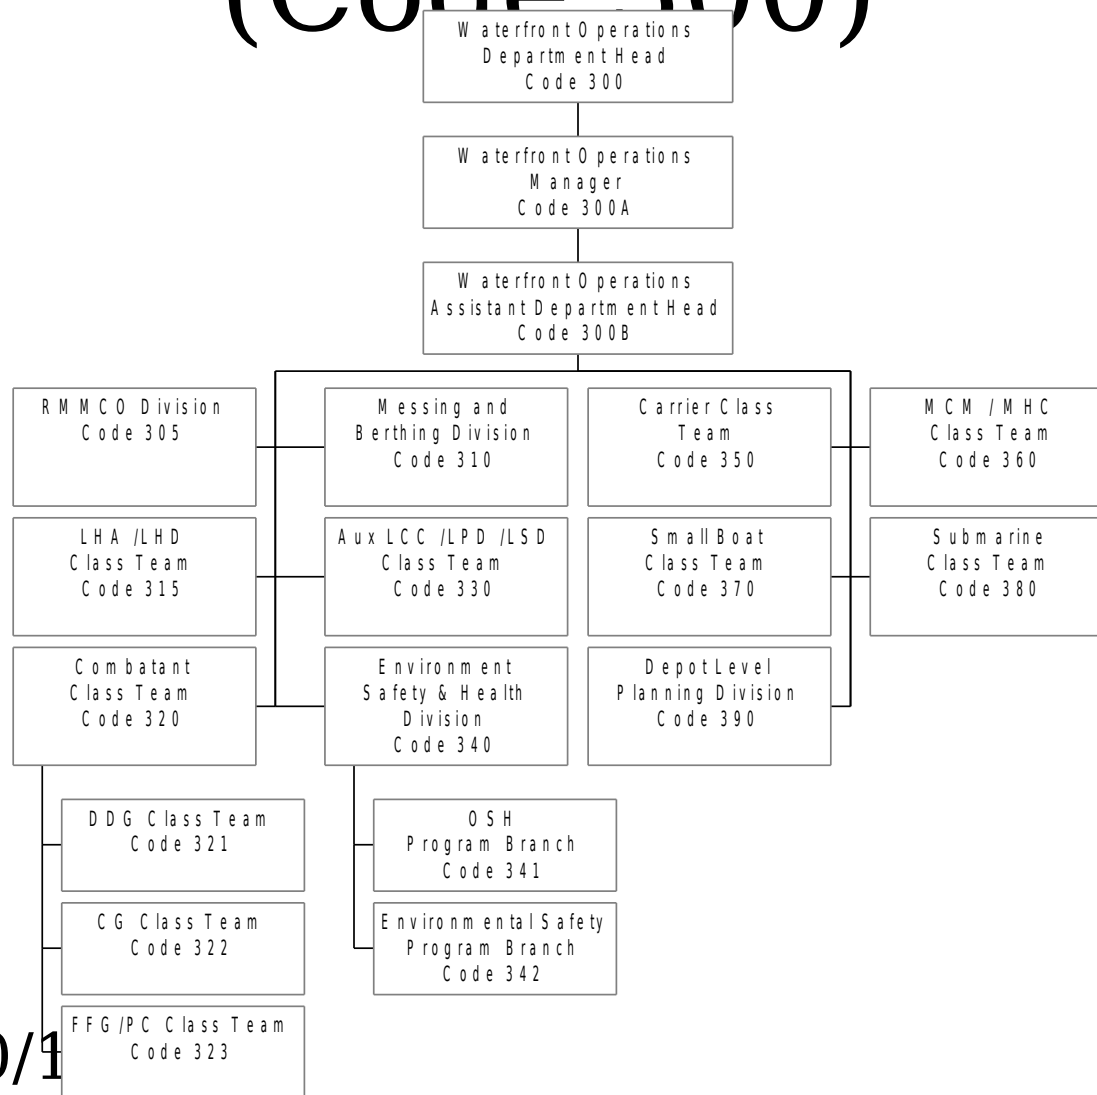 (Code 300)
Waterfront Operations
Department Head
Code 300
Waterfront Operations
Manager
Code 300A
Waterfront Operations
Assistant Department Head
Code 300B
RMMCO Division
Code 305
Messing and
Berthing Division
Code 310
Carrier Class
Team
Code 350
MCM/MHC
Class Team
Code 360
LHA/LHD
Class Team
Code 315
Aux LCC/LPD/LSD
Class Team
Code 330
Small Boat
Class Team
Code 370
Submarine
Class Team
Code 380
Combatant
Class Team
Code 320
Environment
Safety & Health
Division
Code 340
Depot Level
Planning Division
Code 390
DDG Class Team
Code 321
OSH
Program Branch
Code 341
CG Class Team
Code 322
Environmental Safety
Program Branch
Code 342
FFG/PC Class Team
Code 323
0/1